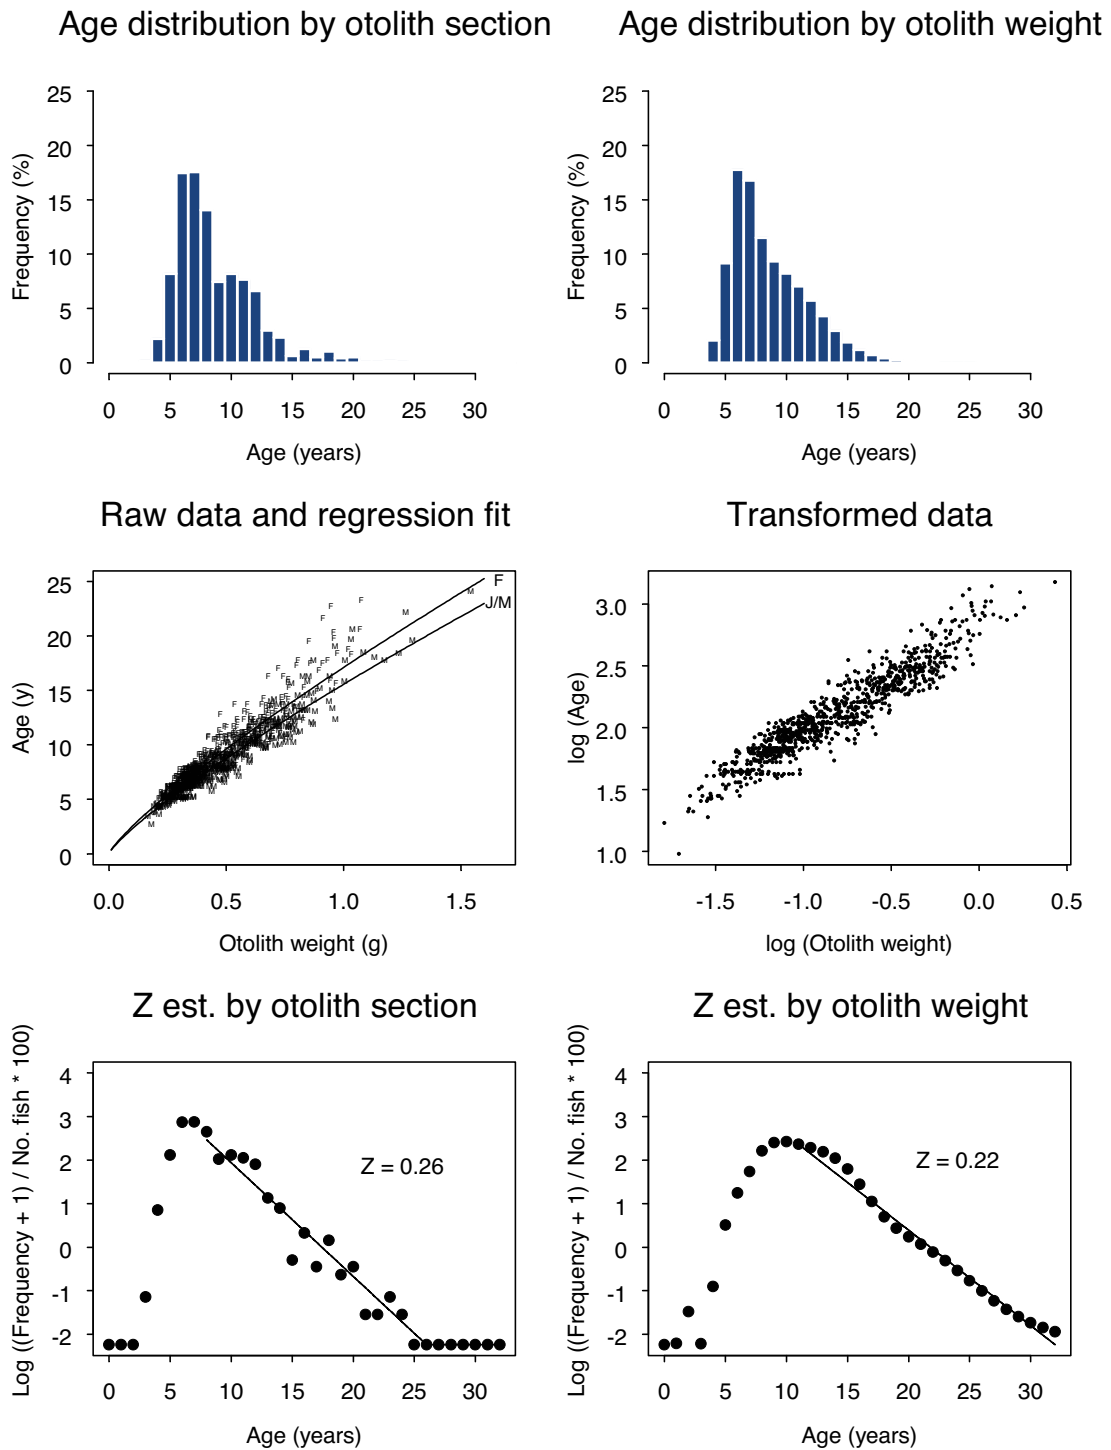 Age distribution by otolith section
Age distribution by otolith weight
Frequency (%)
25
20
15
10
5
0
0 5 10 15 20 25 30
Age (years)
Frequency (%)
25
20
15
10
5
0
0 5 10 15 20 25 30
Age (years)
Raw data and regression fit
Transformed data
Age (y)
25
20
15
10
5
0
F
J/M
0.0 0.5 1.0 1.5
Otolith weight (g)
log (Age)
3.0
2.5
2.0
1.5
1.0
-1.5 -1.0 -0.5 0.0 0.5
log (Otolith weight)
Z est. by otolith section
Z est. by otolith weight
Log ((Frequency + 1) / No. fish * 100)
4
3
2
1
0
-1
-2
Z = 0.26
0 5 10 15 20 25 30
Age (years)
Log ((Frequency + 1) / No. fish * 100)
4
3
2
1
0
-1
-2
Z = 0.22
0 5 10 15 20 25 30
Age (years)